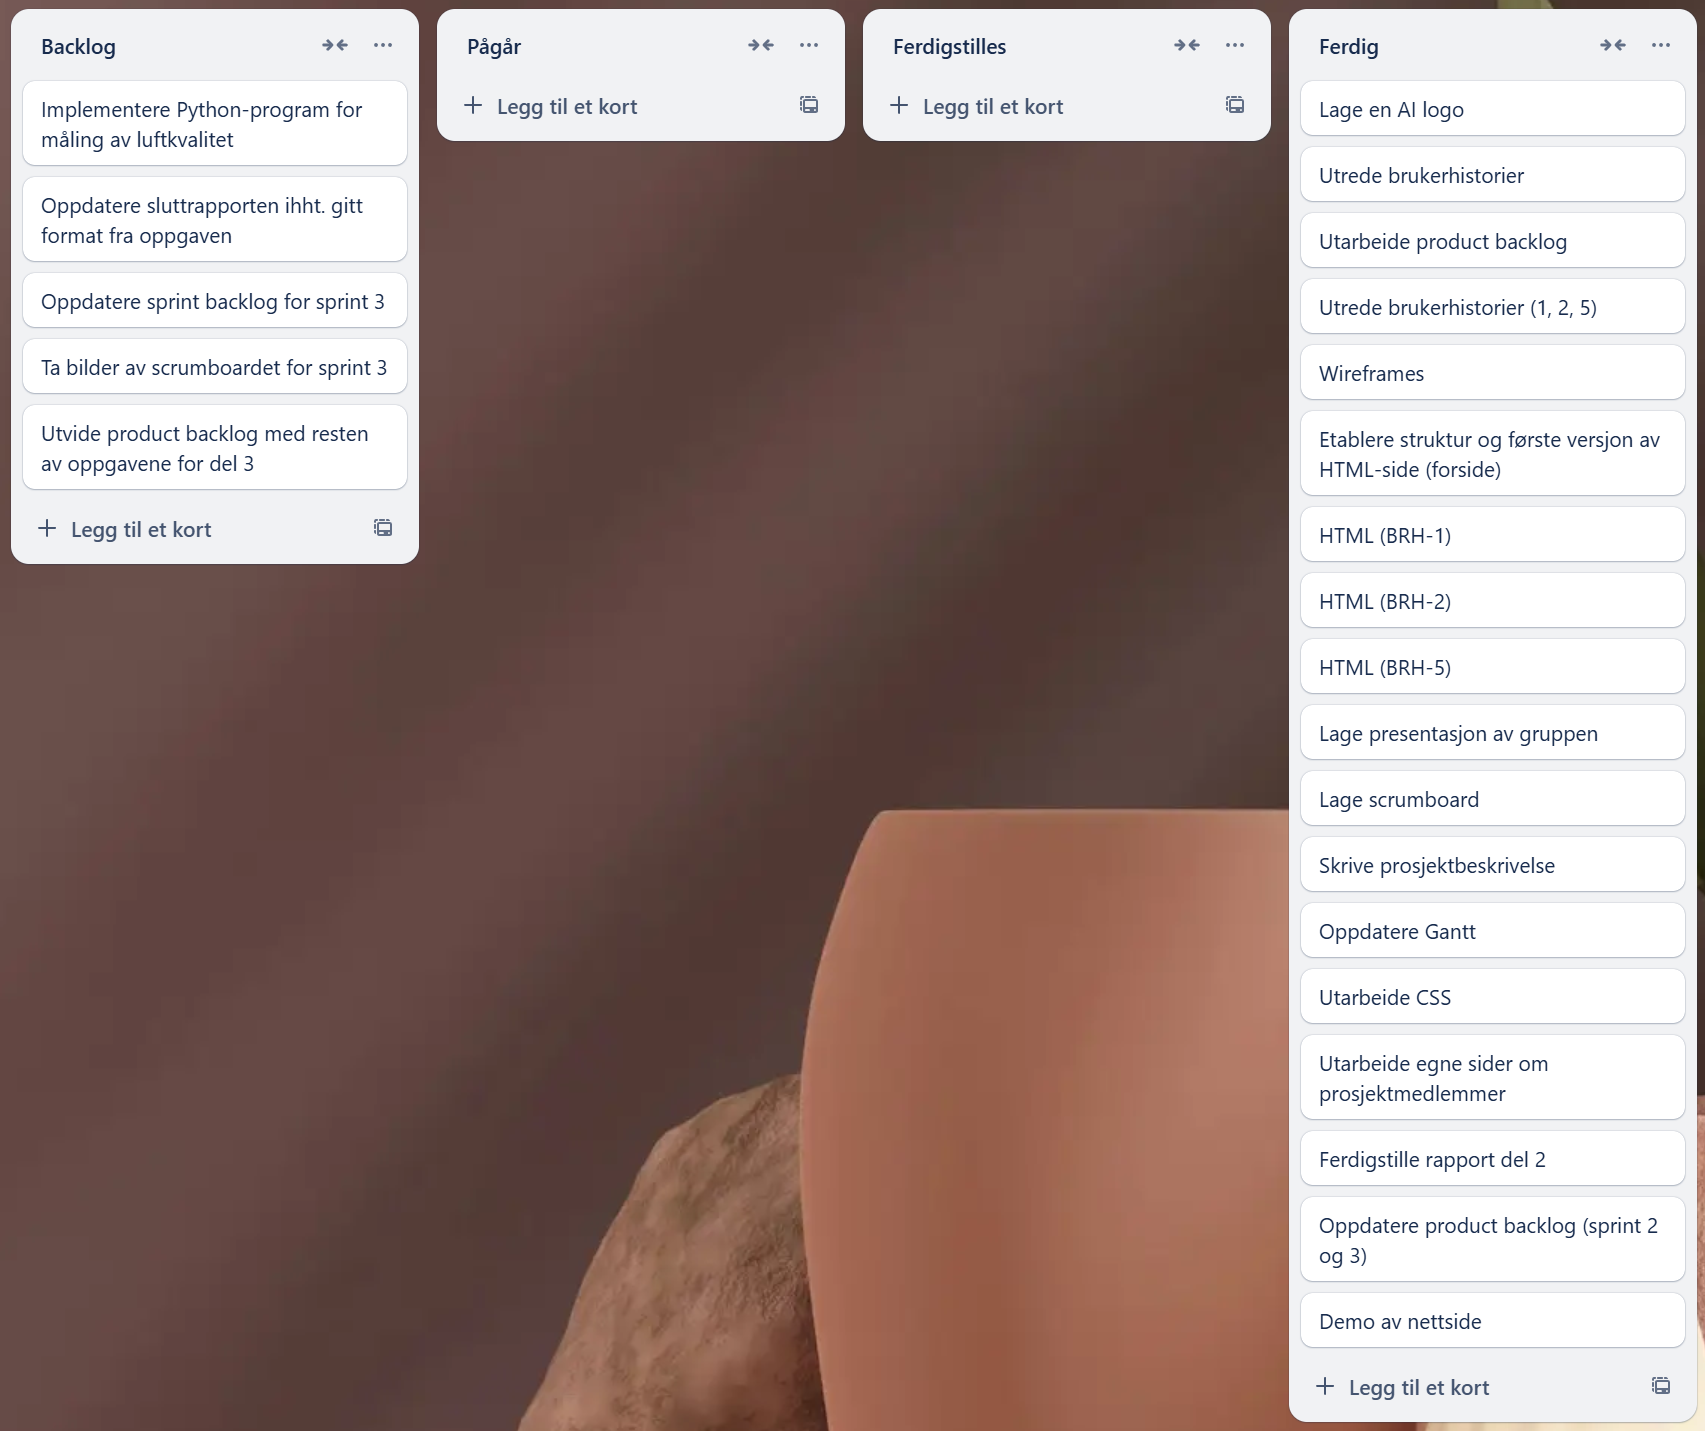 Backlog
Implementere Python-program for
måling av luftkvalitet
Oppdatere sluttrapporten ihht. gitt
format fra oppgaven
Oppdatere sprint backlog for sprint 3
Ta bilder av scrumboardet for sprint 3
Utvide product backlog med resten
av oppgavene for del 3
Legg til et kort
Pågår
Legg til et kort
Ferdigstilles
Legg til et kort
Ferdig
Lage en AI logo
Utrede brukerhistorier
Utarbeide product backlog
Utrede brukerhistorier (1, 2, 5)
Wireframes
Etablere struktur og første versjon av
HTML-side (forside)
HTML (BRH-1)
HTML (BRH-2)
HTML (BRH-5)
Lage presentasjon av gruppen
Lage scrumboard
Skrive prosjektbeskrivelse
Oppdatere Gantt
Utarbeide CSS
Utarbeide egne sider om
prosjektmedlemmer
Ferdigstille rapport del 2
Oppdatere product backlog (sprint 2
og 3)
Demo av nettside
Legg til et kort